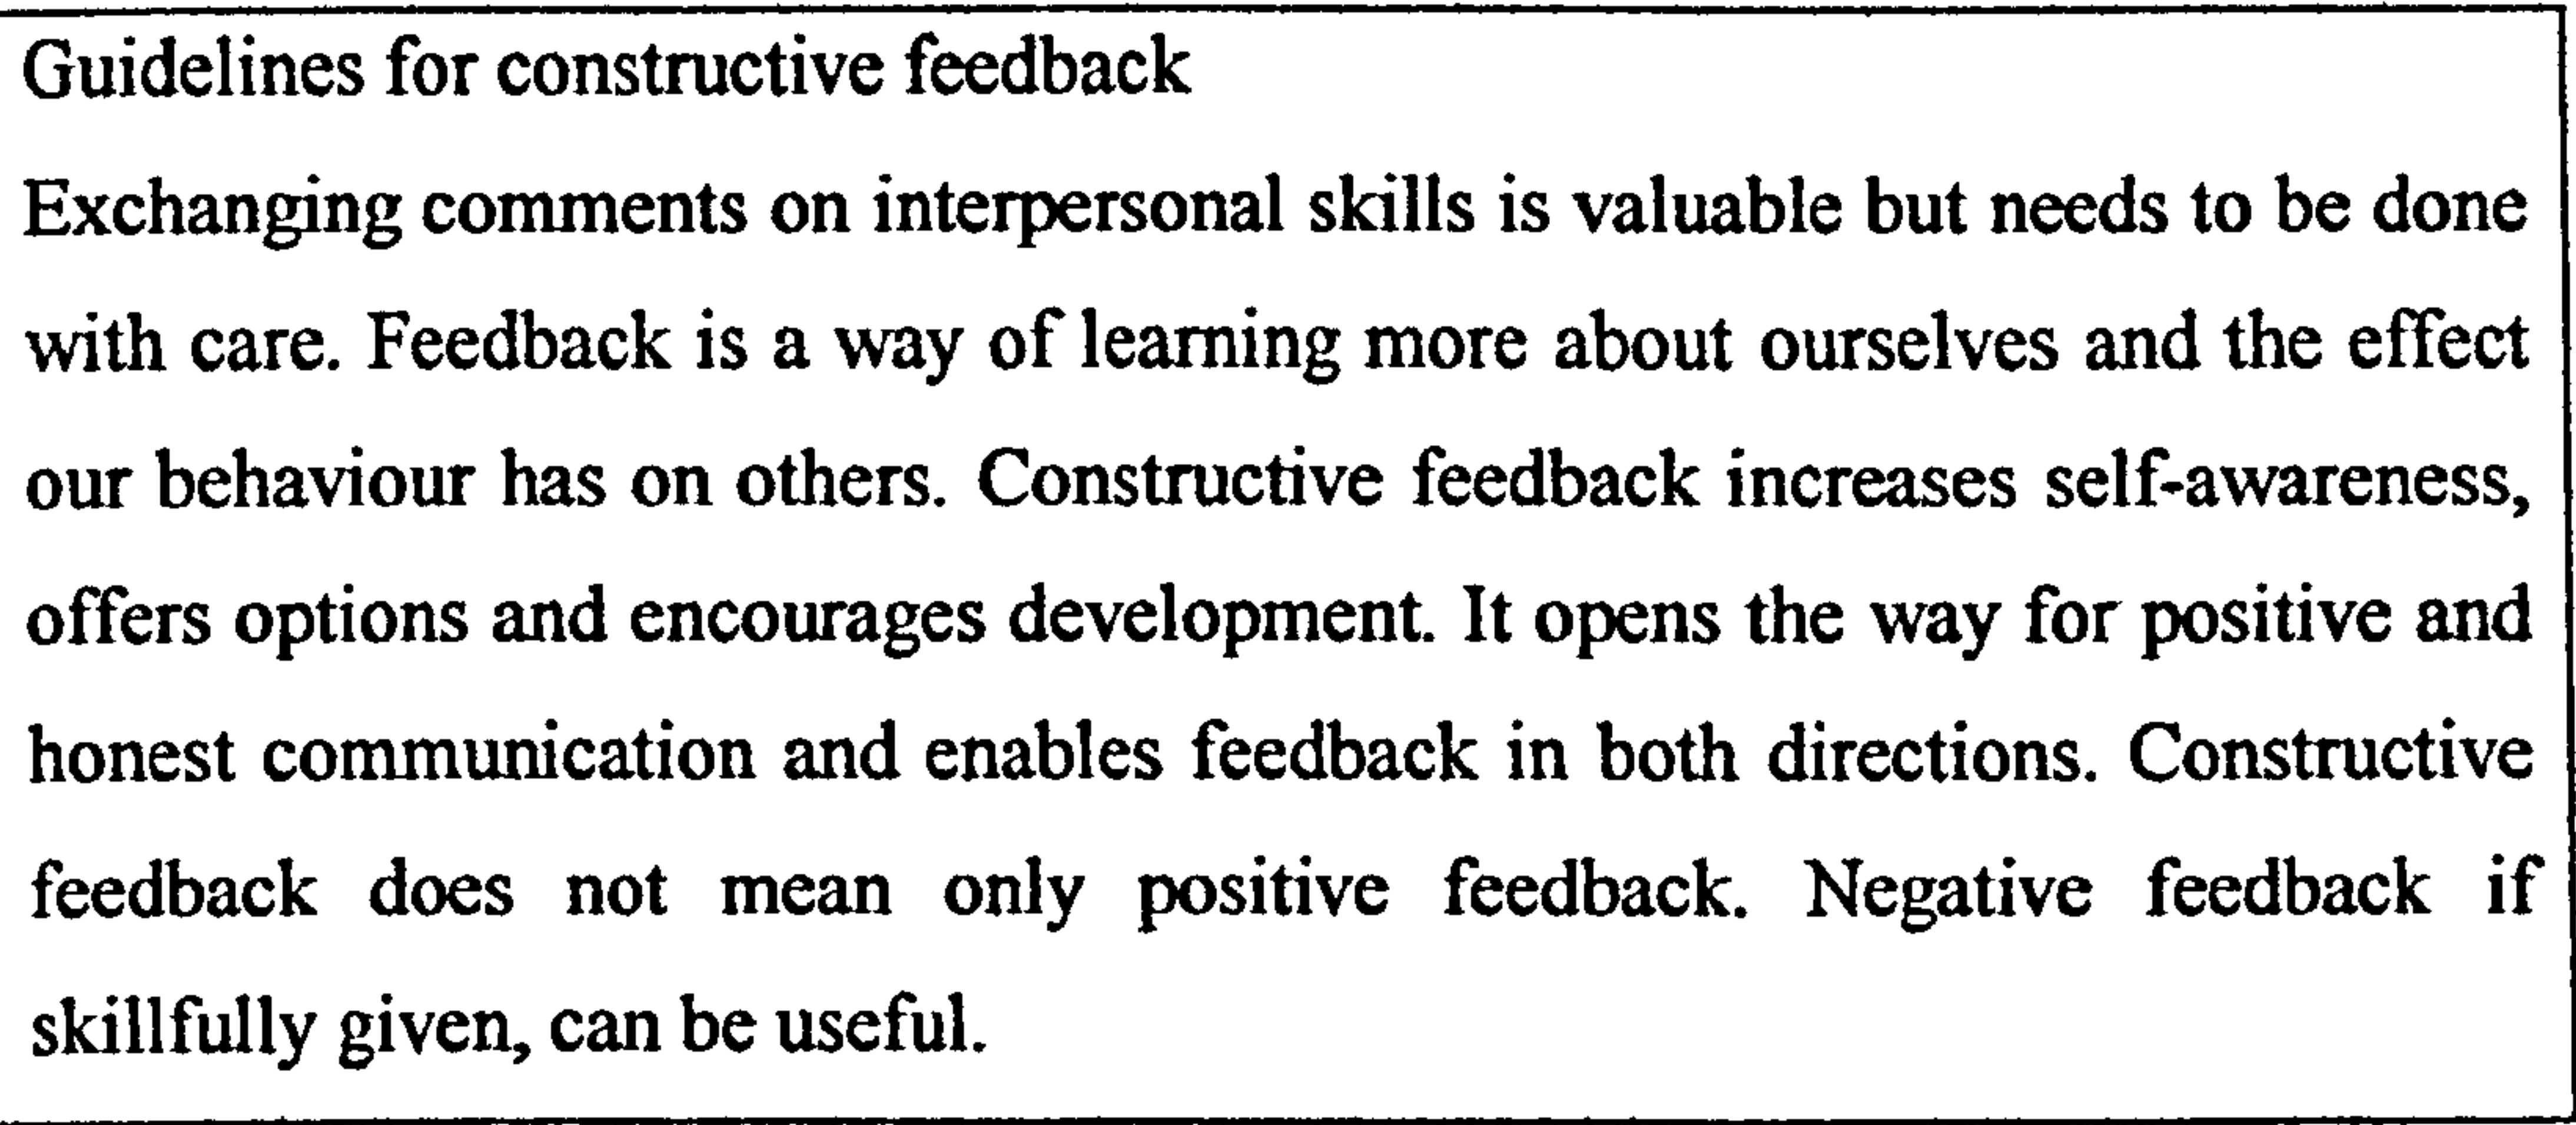 Guidelines for constructive feedback
Exchanging comments on interpersonal skills is valuable but needs to be done
with care. Feedback is a way of learning more about ourselves and the effect
our behaviour has on others. Constructive feedback increases self-awareness,
offers options and encourages development. It opens the way for positive and
honest communication and enables feedback in both directions. Constructive
feedback does not mean only positive feedback. Negative feedback if
skillfully given, can be useful.